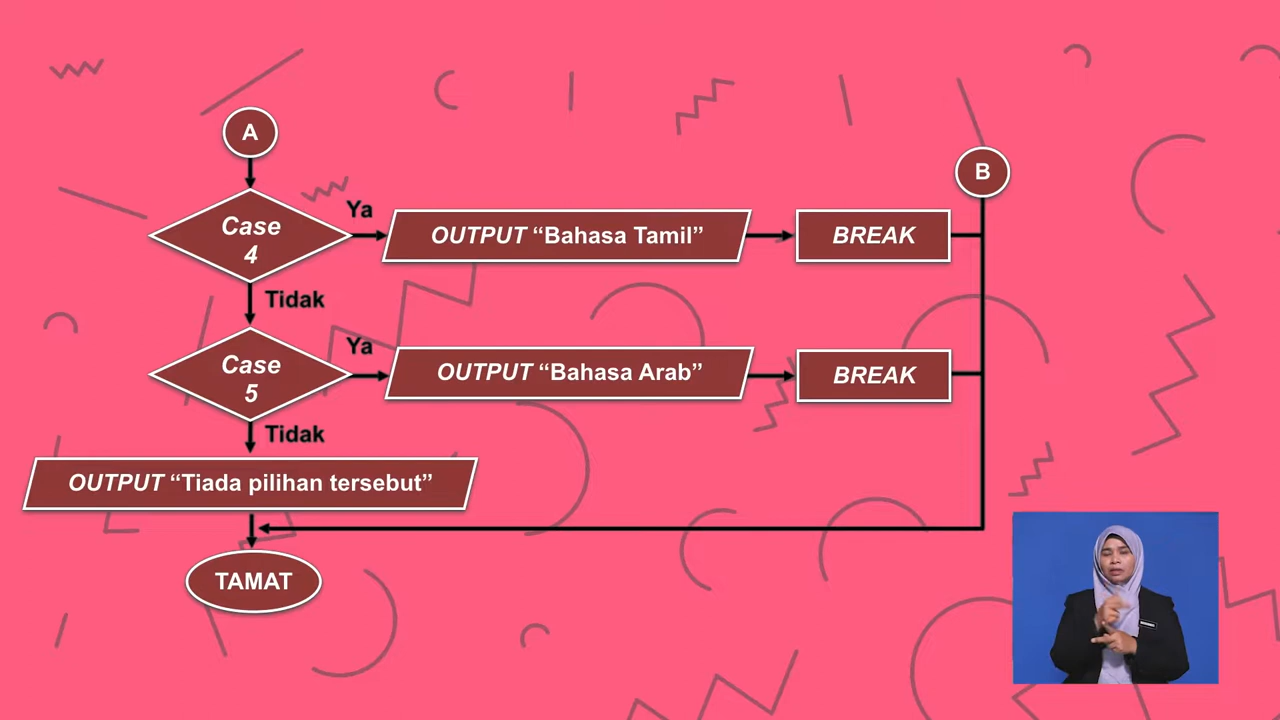 A
B
Case
4
Ya
OUTPUT “Bahasa Tamil”
BREAK
Tidak
Case
5
Ya
OUTPUT “Bahasa Arab”
BREAK
Tidak
OUTPUT “Tiada pilihan tersebut”
TAMAT